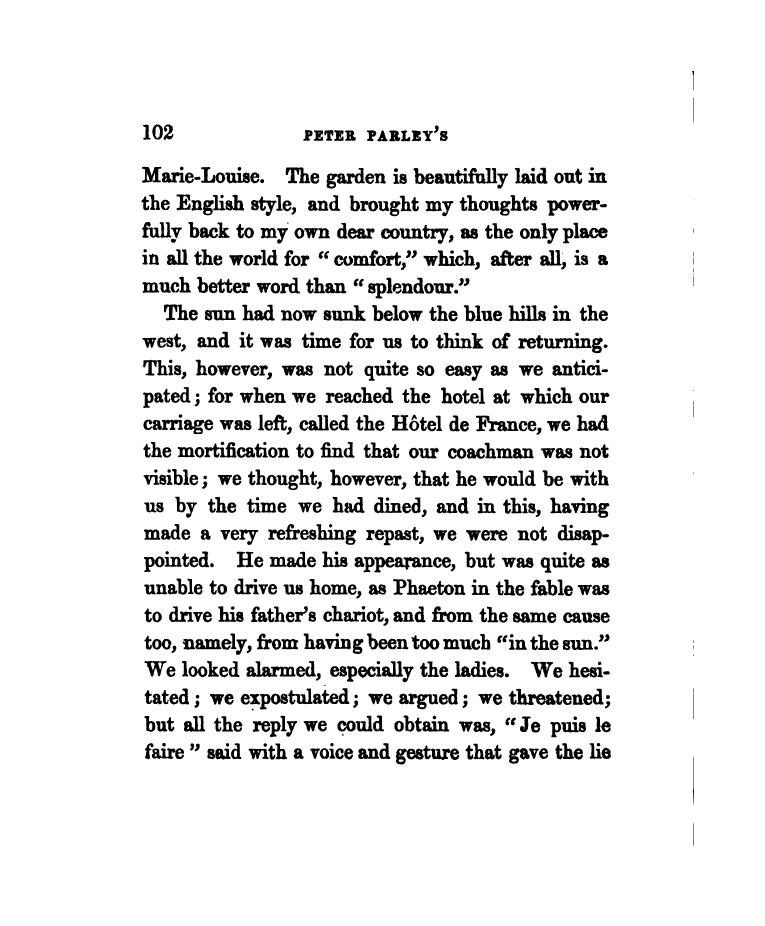 102 PETER PARLEY'S
Marie-Louise. The garden is beautifully laid out in
the English style, and brought my thoughts power-
fully back to my own dear country, as the only place
in all the world for “ comfort,” which, after all, is a
much better word than “ splendour.”
The sun had now sunk below the blue hills in the
west, and it was time for us to think of returning.
This, however, was not quite so easy as we antici-
pated ; for when we reached the hotel at which our
carriage was left, called the Hôtel de France, we had
the mortification to find that our coachman was not
visible ; we thought, however, that he would be with
us by the time we had dined, and in this, having
made a very refreshing repast, we were not disap-
pointed. He made his appearance, but was quite as
unable to drive us home, as Phaeton in the fable was
to drive his father's chariot, and from the same cause
too, namely, from having been too much “in the sun.”
We looked alarmed, especially the ladies. We hesi-
tated ; we expostulated ; we argued ; we threatened;
but all the reply we could obtain was, “ Je puis le
faire ” said with a voice and gesture that gave the lie